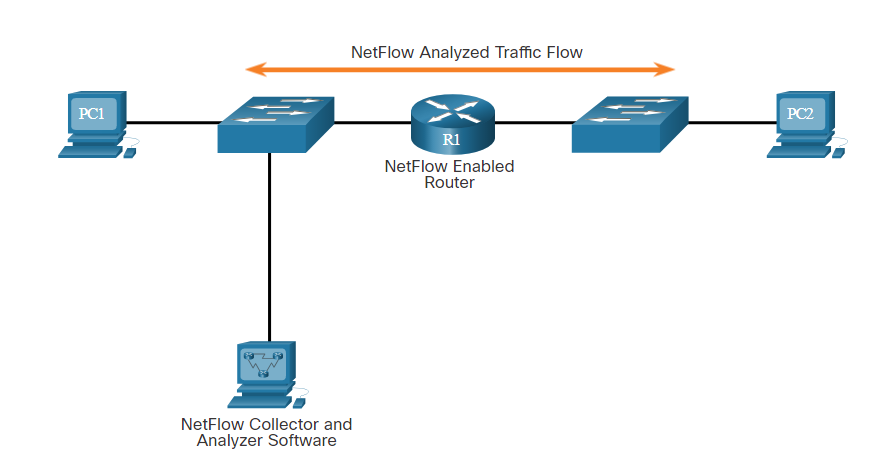 NetFlow Analyzed Traffic Flow
PC1
R1
PC2
NetFlow Enabled
Router
NetFlow Collector and
Analyzer Software